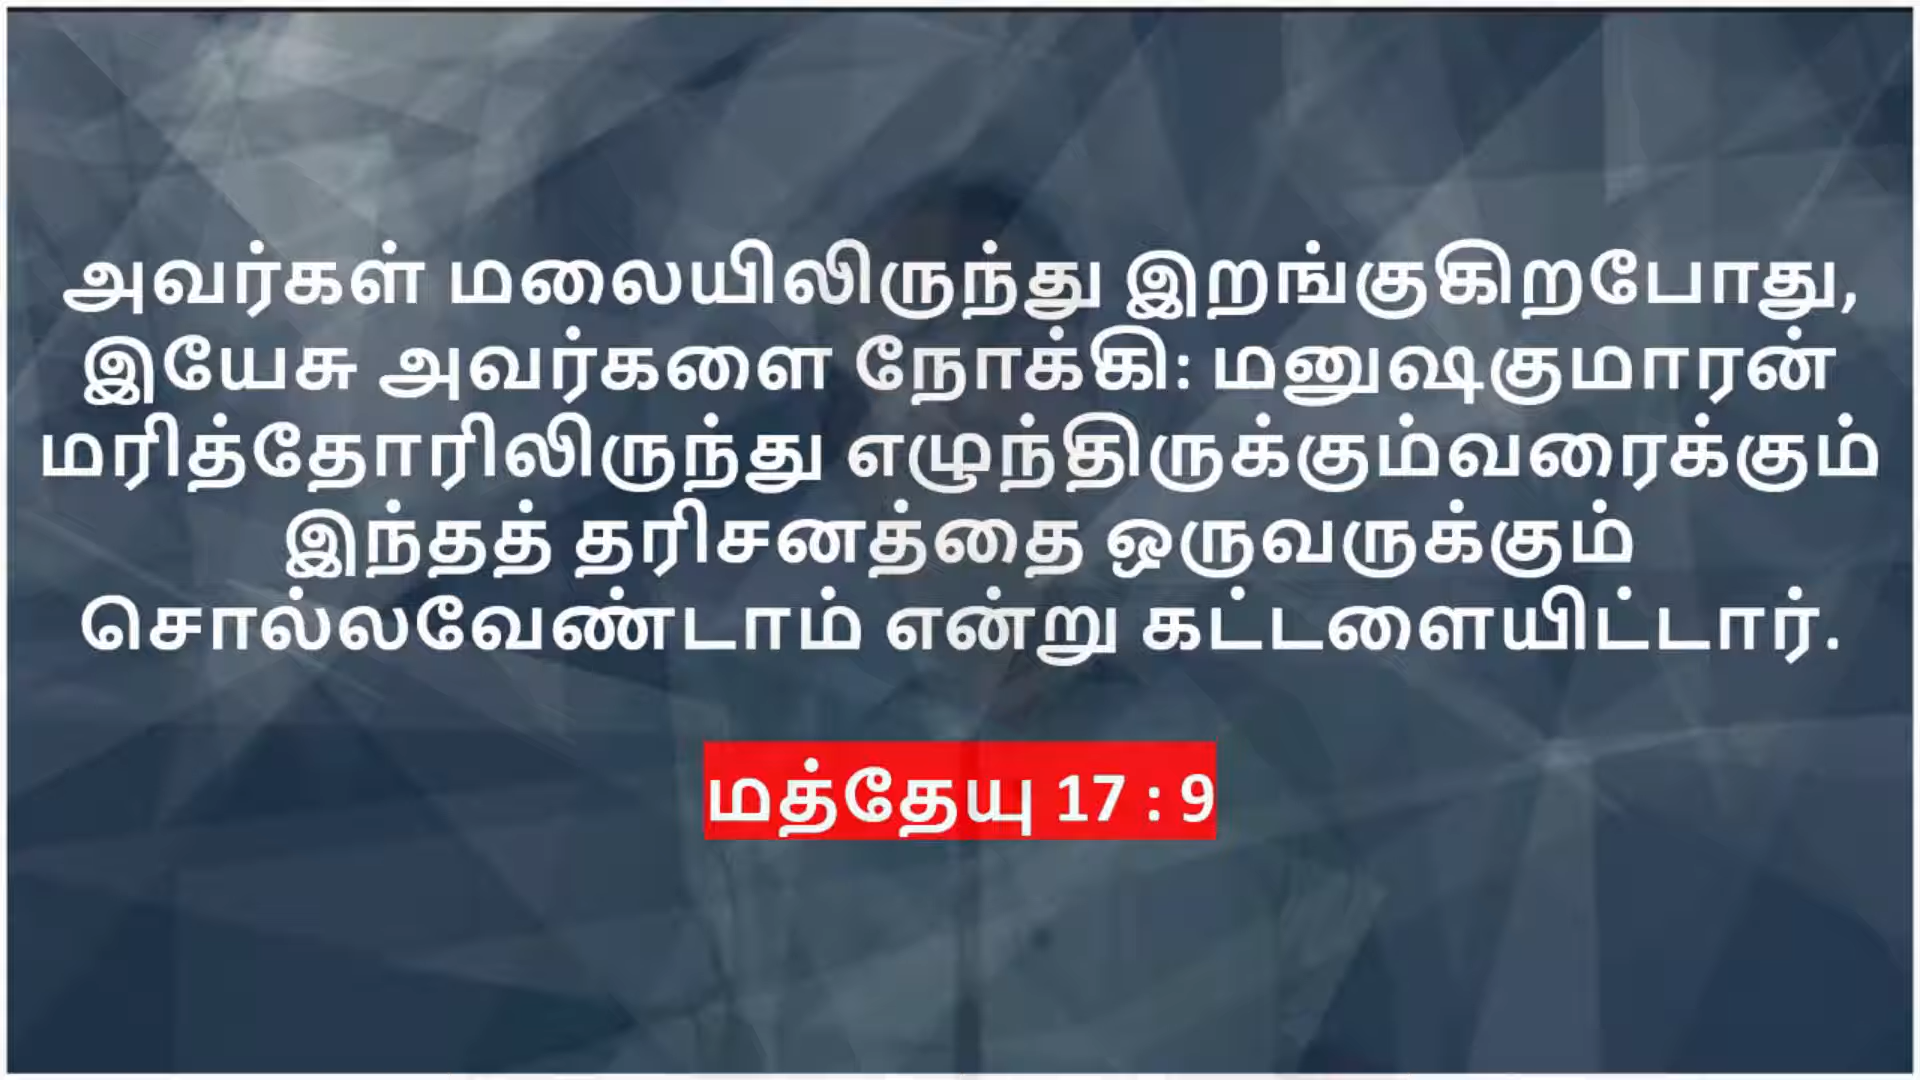 அவர்கள் மலையிலிருந்து இறங்குகிறபோது,
இயேசு அவர்களை நோக்கி: மனுஷகுமாரன்
மரித்தோரிலிருந்து எழுந்திருக்கும்வரைக்கும்
இந்தத் தரிசனத்தை ஒருவருக்கும்
சொல்லவேண்டாம் என்று கட்டளையிட்டார்.
மத்தேயு 17 : 9